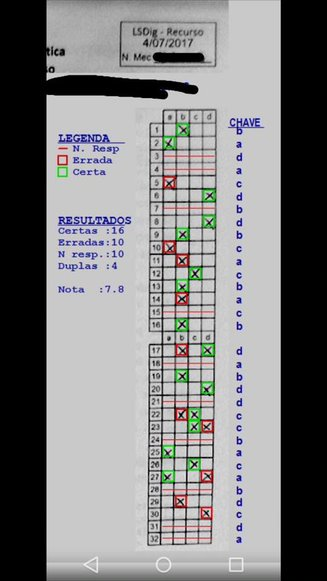 LSDig - Recurso
4/07/2017
N Mec
tica
so
CHAVE
LEGENDA
N. Resp
Errada
Certa
RESULTADOS
Certas :16
Erradas:10
N resp.:10
Duplas :4
Nota :7.8
a b c d
1 b
2 a
3 d
4 a
5 c
6 d
7 b
8 d
9 b
10 c
11 a
12 c
13 b
14 a
15 c
16 b
a b c d
17 d
18 a
19 b
20 d
21 d
22 c
23 c
24 b
25 a
26 c
27 a
28 b
29 d
30 c
31 d
32 a